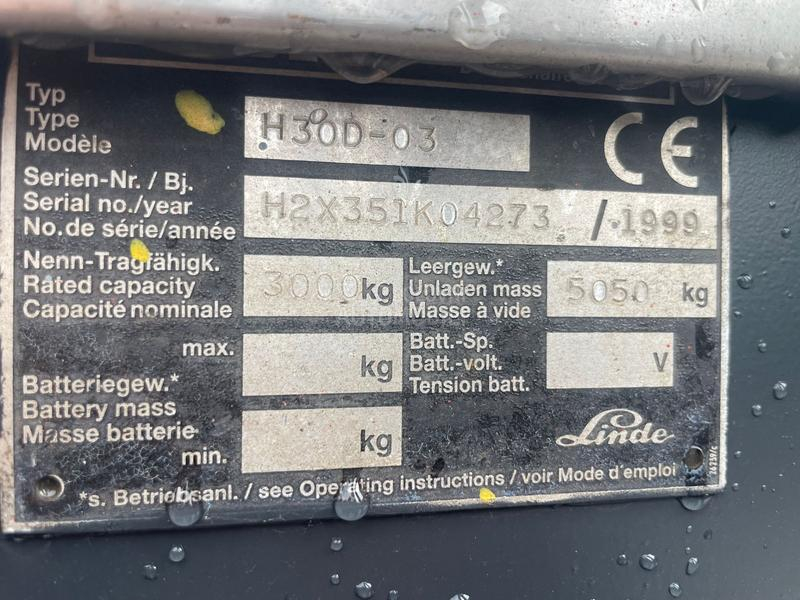 Typ
Type
Modèle
H30D-03
CE
Serien-Nr. / Bj.
Serial no./year
No.de série/année
H2X351K04273 / 1999
Nenn-Tragfähigk.
Rated capacity
Capacité nominale
3000 kg
Leergew.*
Unladen mass
Masse à vide
5050 kg
max.
kg
Batt.-Sp.
Batt.-volt.
Tension batt.
V
Batteriegew.*
Battery mass
Masse batterie
min.
kg
Linde
*s. Betriebsanl. / see Operating instructions / voir Mode d'emploi